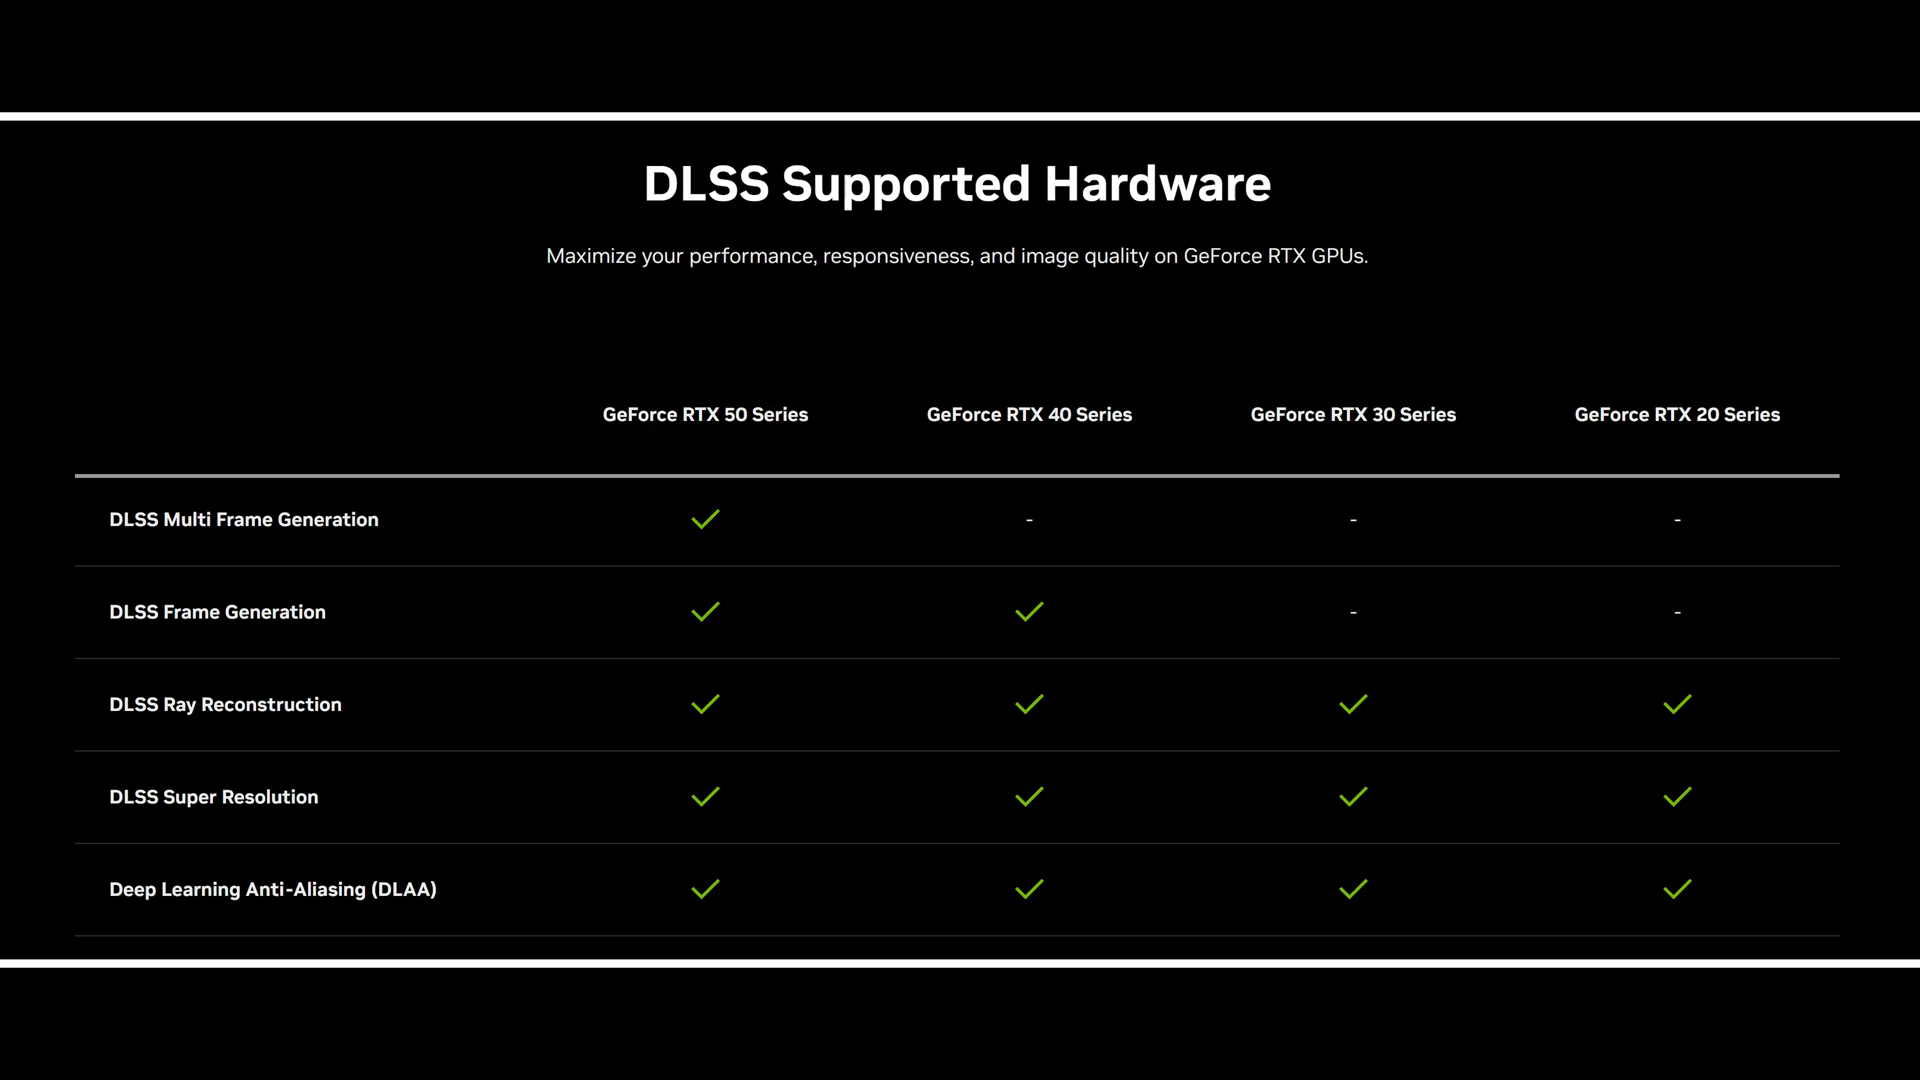 DLSS Supported Hardware
Maximize your performance, responsiveness, and image quality on GeForce RTX GPUs.
GeForce RTX 50 Series GeForce RTX 40 Series GeForce RTX 30 Series GeForce RTX 20 Series
DLSS Multi Frame Generation - - -
DLSS Frame Generation - -
DLSS Ray Reconstruction
DLSS Super Resolution
Deep Learning Anti-Aliasing (DLAA)